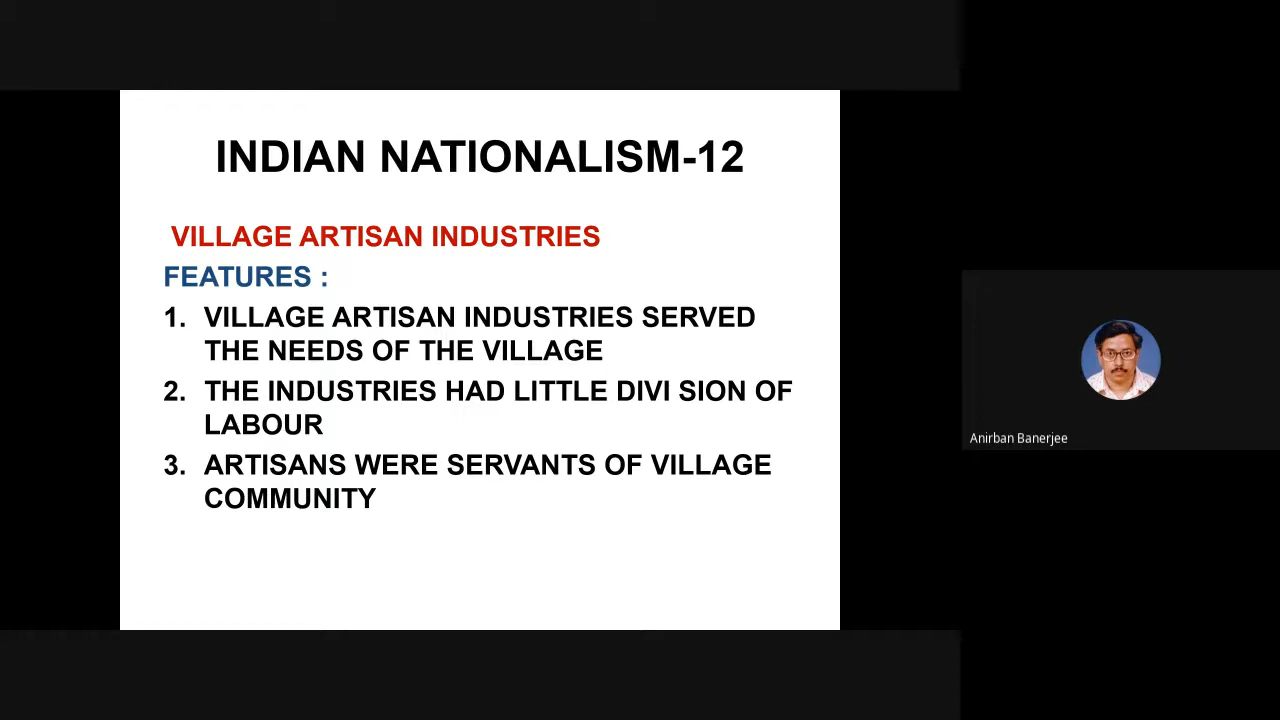 INDIAN NATIONALISM-12
VILLAGE ARTISAN INDUSTRIES
FEATURES :
1. VILLAGE ARTISAN INDUSTRIES SERVED
THE NEEDS OF THE VILLAGE
2. THE INDUSTRIES HAD LITTLE DIVI SION OF
LABOUR
3. ARTISANS WERE SERVANTS OF VILLAGE
COMMUNITY
Anirban Banerjee